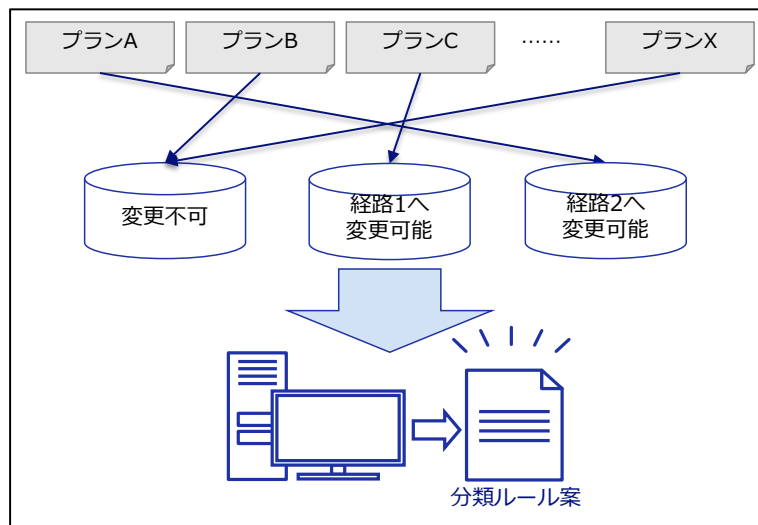 プランA
プランB
プランC
……
プランX
変更不可
経路1へ
変更可能
経路2へ
変更可能
分類ルール案